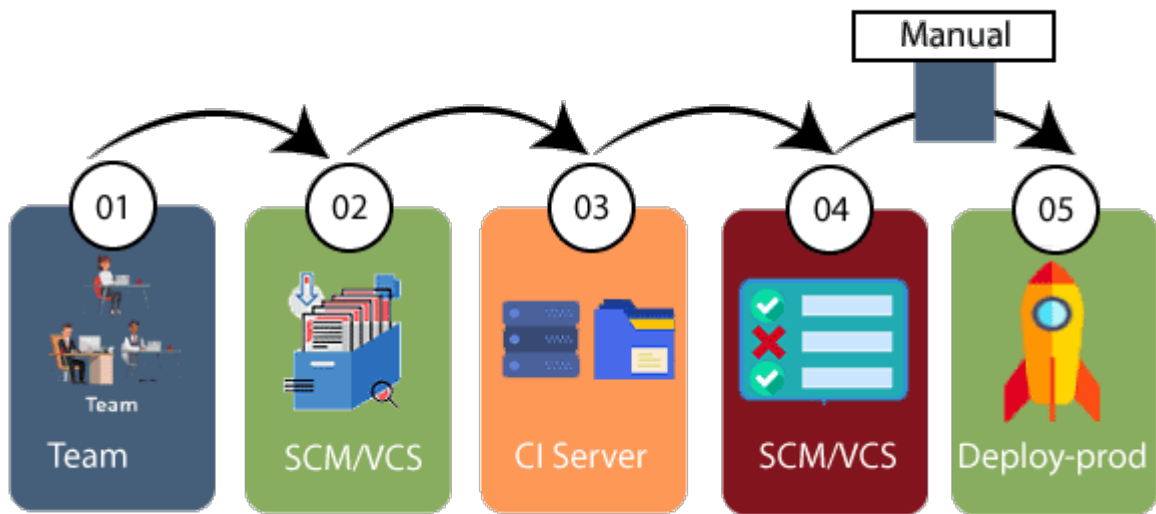 Manual
01
02
03
04
05
Team
Team
SCM/VCS
CI Server
SCM/VCS
Deploy-prod